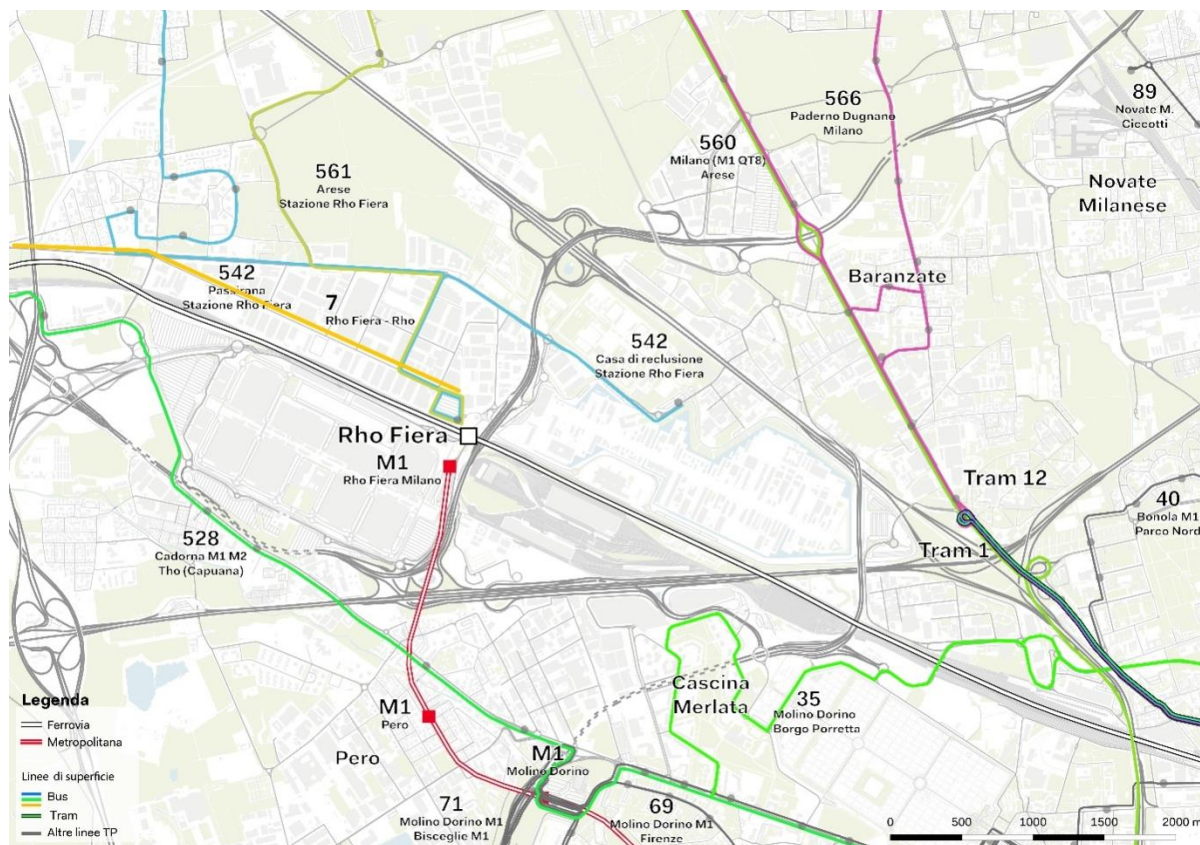 566
Paderno Dugnano
Milano
89
Novate M.
Ciccotti
560
Milano (M1 QT8)
Arese
561
Arese
Stazione Rho Fiera
Novate
Milanese
Baranzate
542
Passirana
Stazione Rho Fiera
7
Rho Fiera - Rho
542
Casa di reclusione
Stazione Rho Fiera
Rho Fiera
M1
Rho Fiera Milano
Tram 12
40
Bonola M1
Parco Nord
Tram 1
528
Cadorna M1 M2
Tho (Capuana)
Cascina
Merlata
35
Molino Dorino
Borgo Porretta
M1
Pero
Pero
M1
Molino Dorino
71
Molino Dorino M1
Bisceglie M1
69
Molino Dorino M1
Firenze
Legenda
Ferrovia
Metropolitana
Linee di superficie
Bus
Tram
Altre linee TP
0 500 1000 1500 2000 m